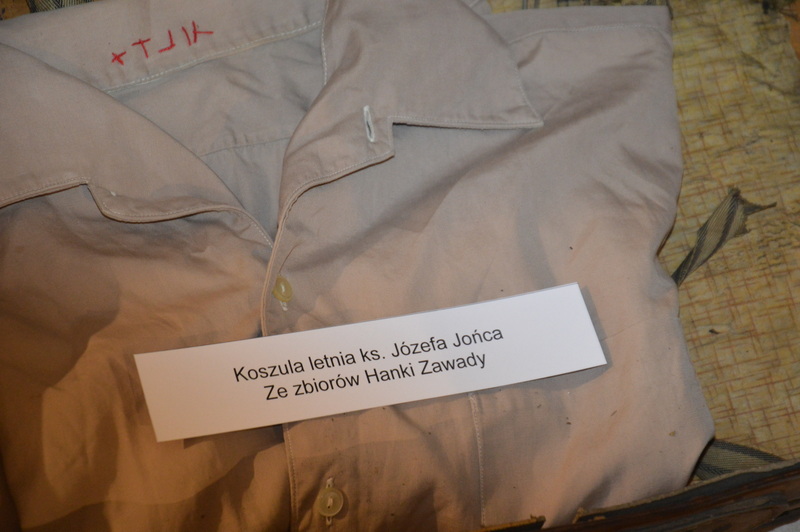 Koszula letnia ks. Józefa Jońca
Ze zbiorów Hanki Zawady